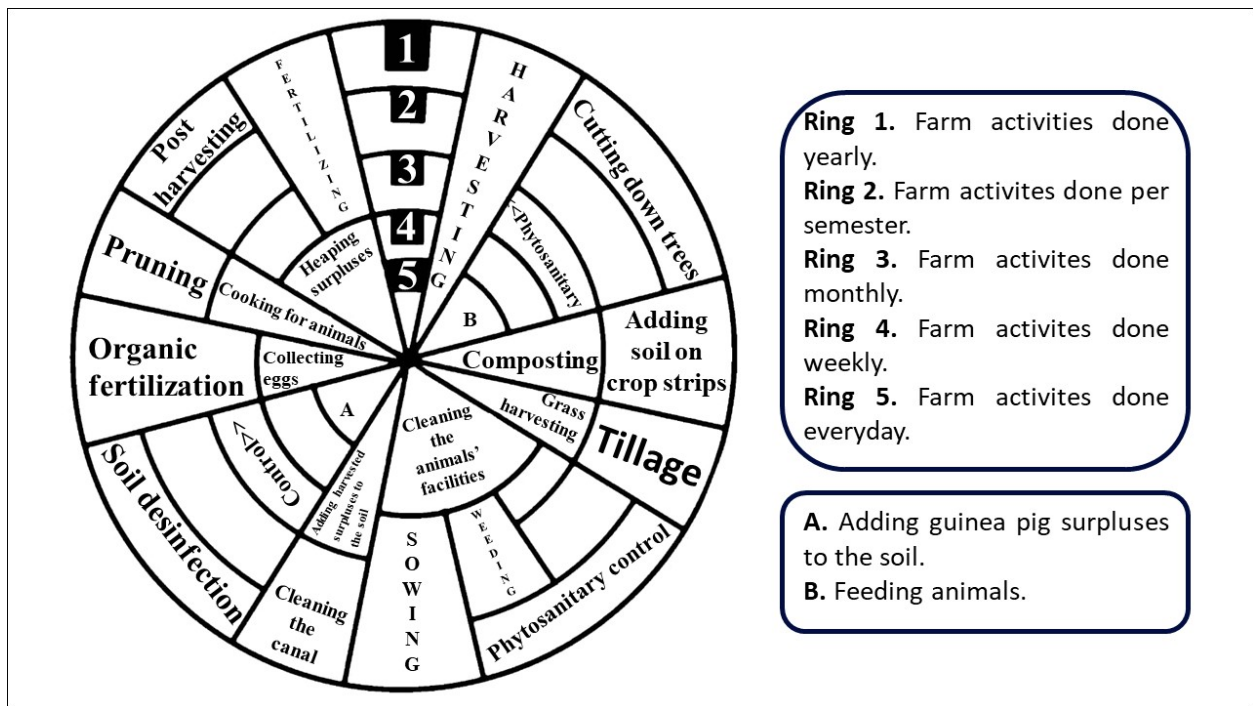 1
2
3
4
5
HARVESTING
Cutting down trees
<<Phytosanitary
B
Adding
soil on
crop strips
Composting
Tillage
Grass
harvesting
Phytosanitary control
WEEDING
Cleaning
the
animals'
facilities
SOWING
Cleaning
the
canal
Adding harvested
surpluses to
the soil
Soil desinfection
Control>>
A
Organic
fertilization
Collecting
eggs
Pruning
Cooking for animals
Post
harvesting
FERTILIZING
Heaping
surpluses
Ring 1. Farm activities done
yearly.
Ring 2. Farm activites done per
semester.
Ring 3. Farm activites done
monthly.
Ring 4. Farm activites done
weekly.
Ring 5. Farm activites done
everyday.
A. Adding guinea pig surpluses
to the soil.
B. Feeding animals.